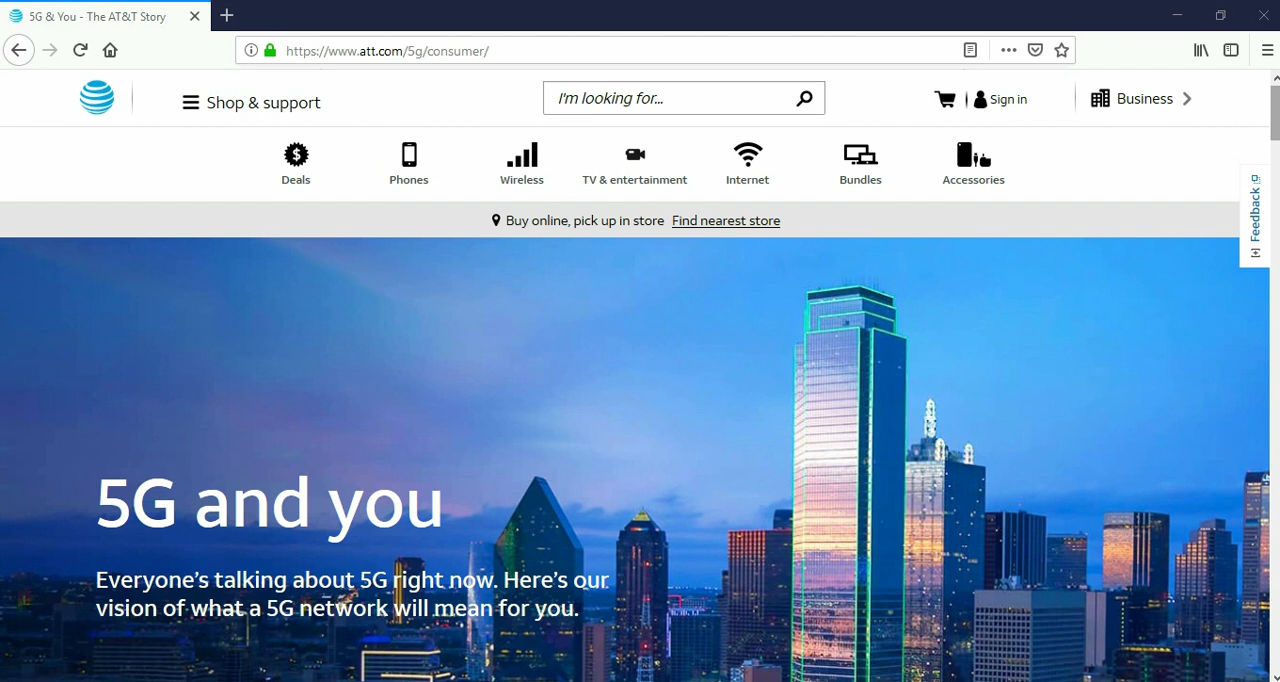 5G & You - The AT&T Story
https://www.att.com/5g/consumer/
Shop & support
I'm looking for...
Sign in
Business
Deals
Phones
Wireless
TV & entertainment
Internet
Bundles
Accessories
Buy online, pick up in store Find nearest store
[+] Feedback
5G and you
Everyone's talking about 5G right now. Here's our
vision of what a 5G network will mean for you.